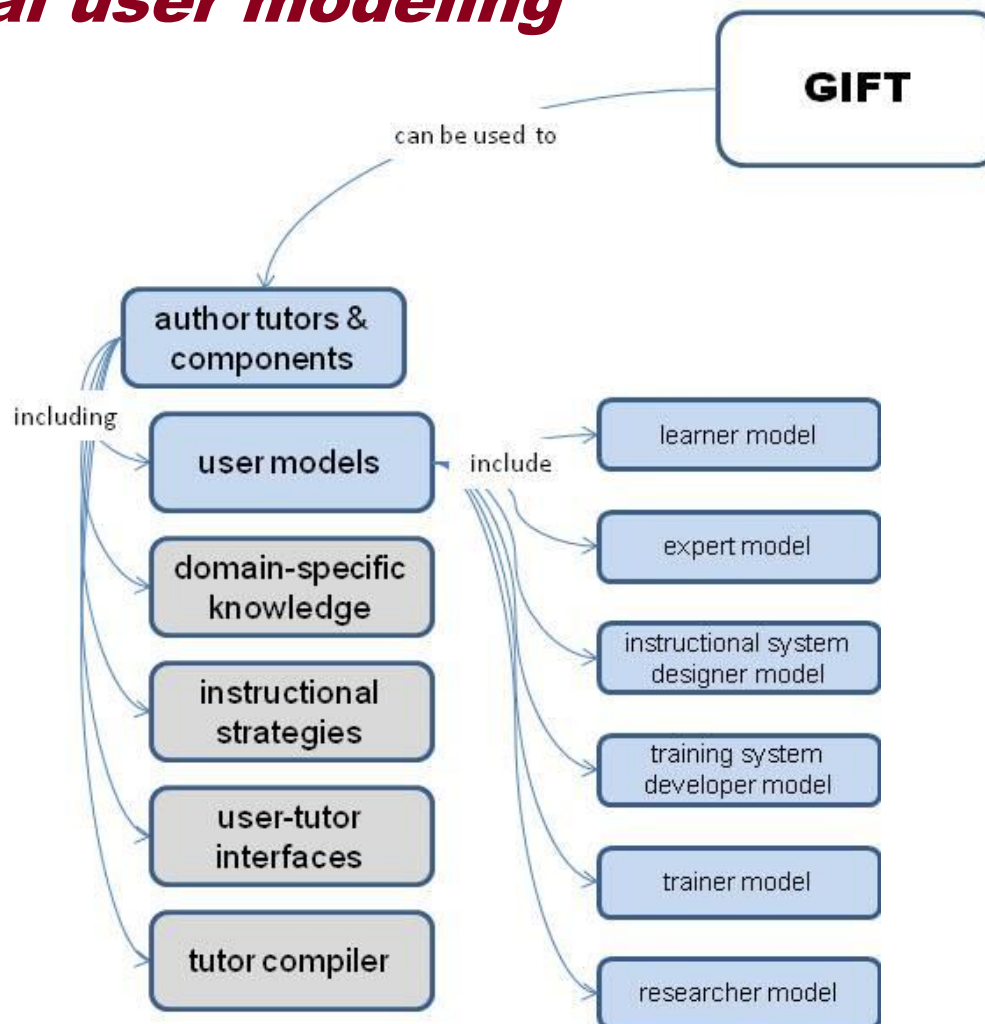 al user modeling
GIFT
can be used to
author tutors &
components
including
user models
include
domain-specific
knowledge
instructional
strategies
user-tutor
interfaces
tutor compiler
learner model
expert model
instructional system
designer model
training system
developer model
trainer model
researcher model